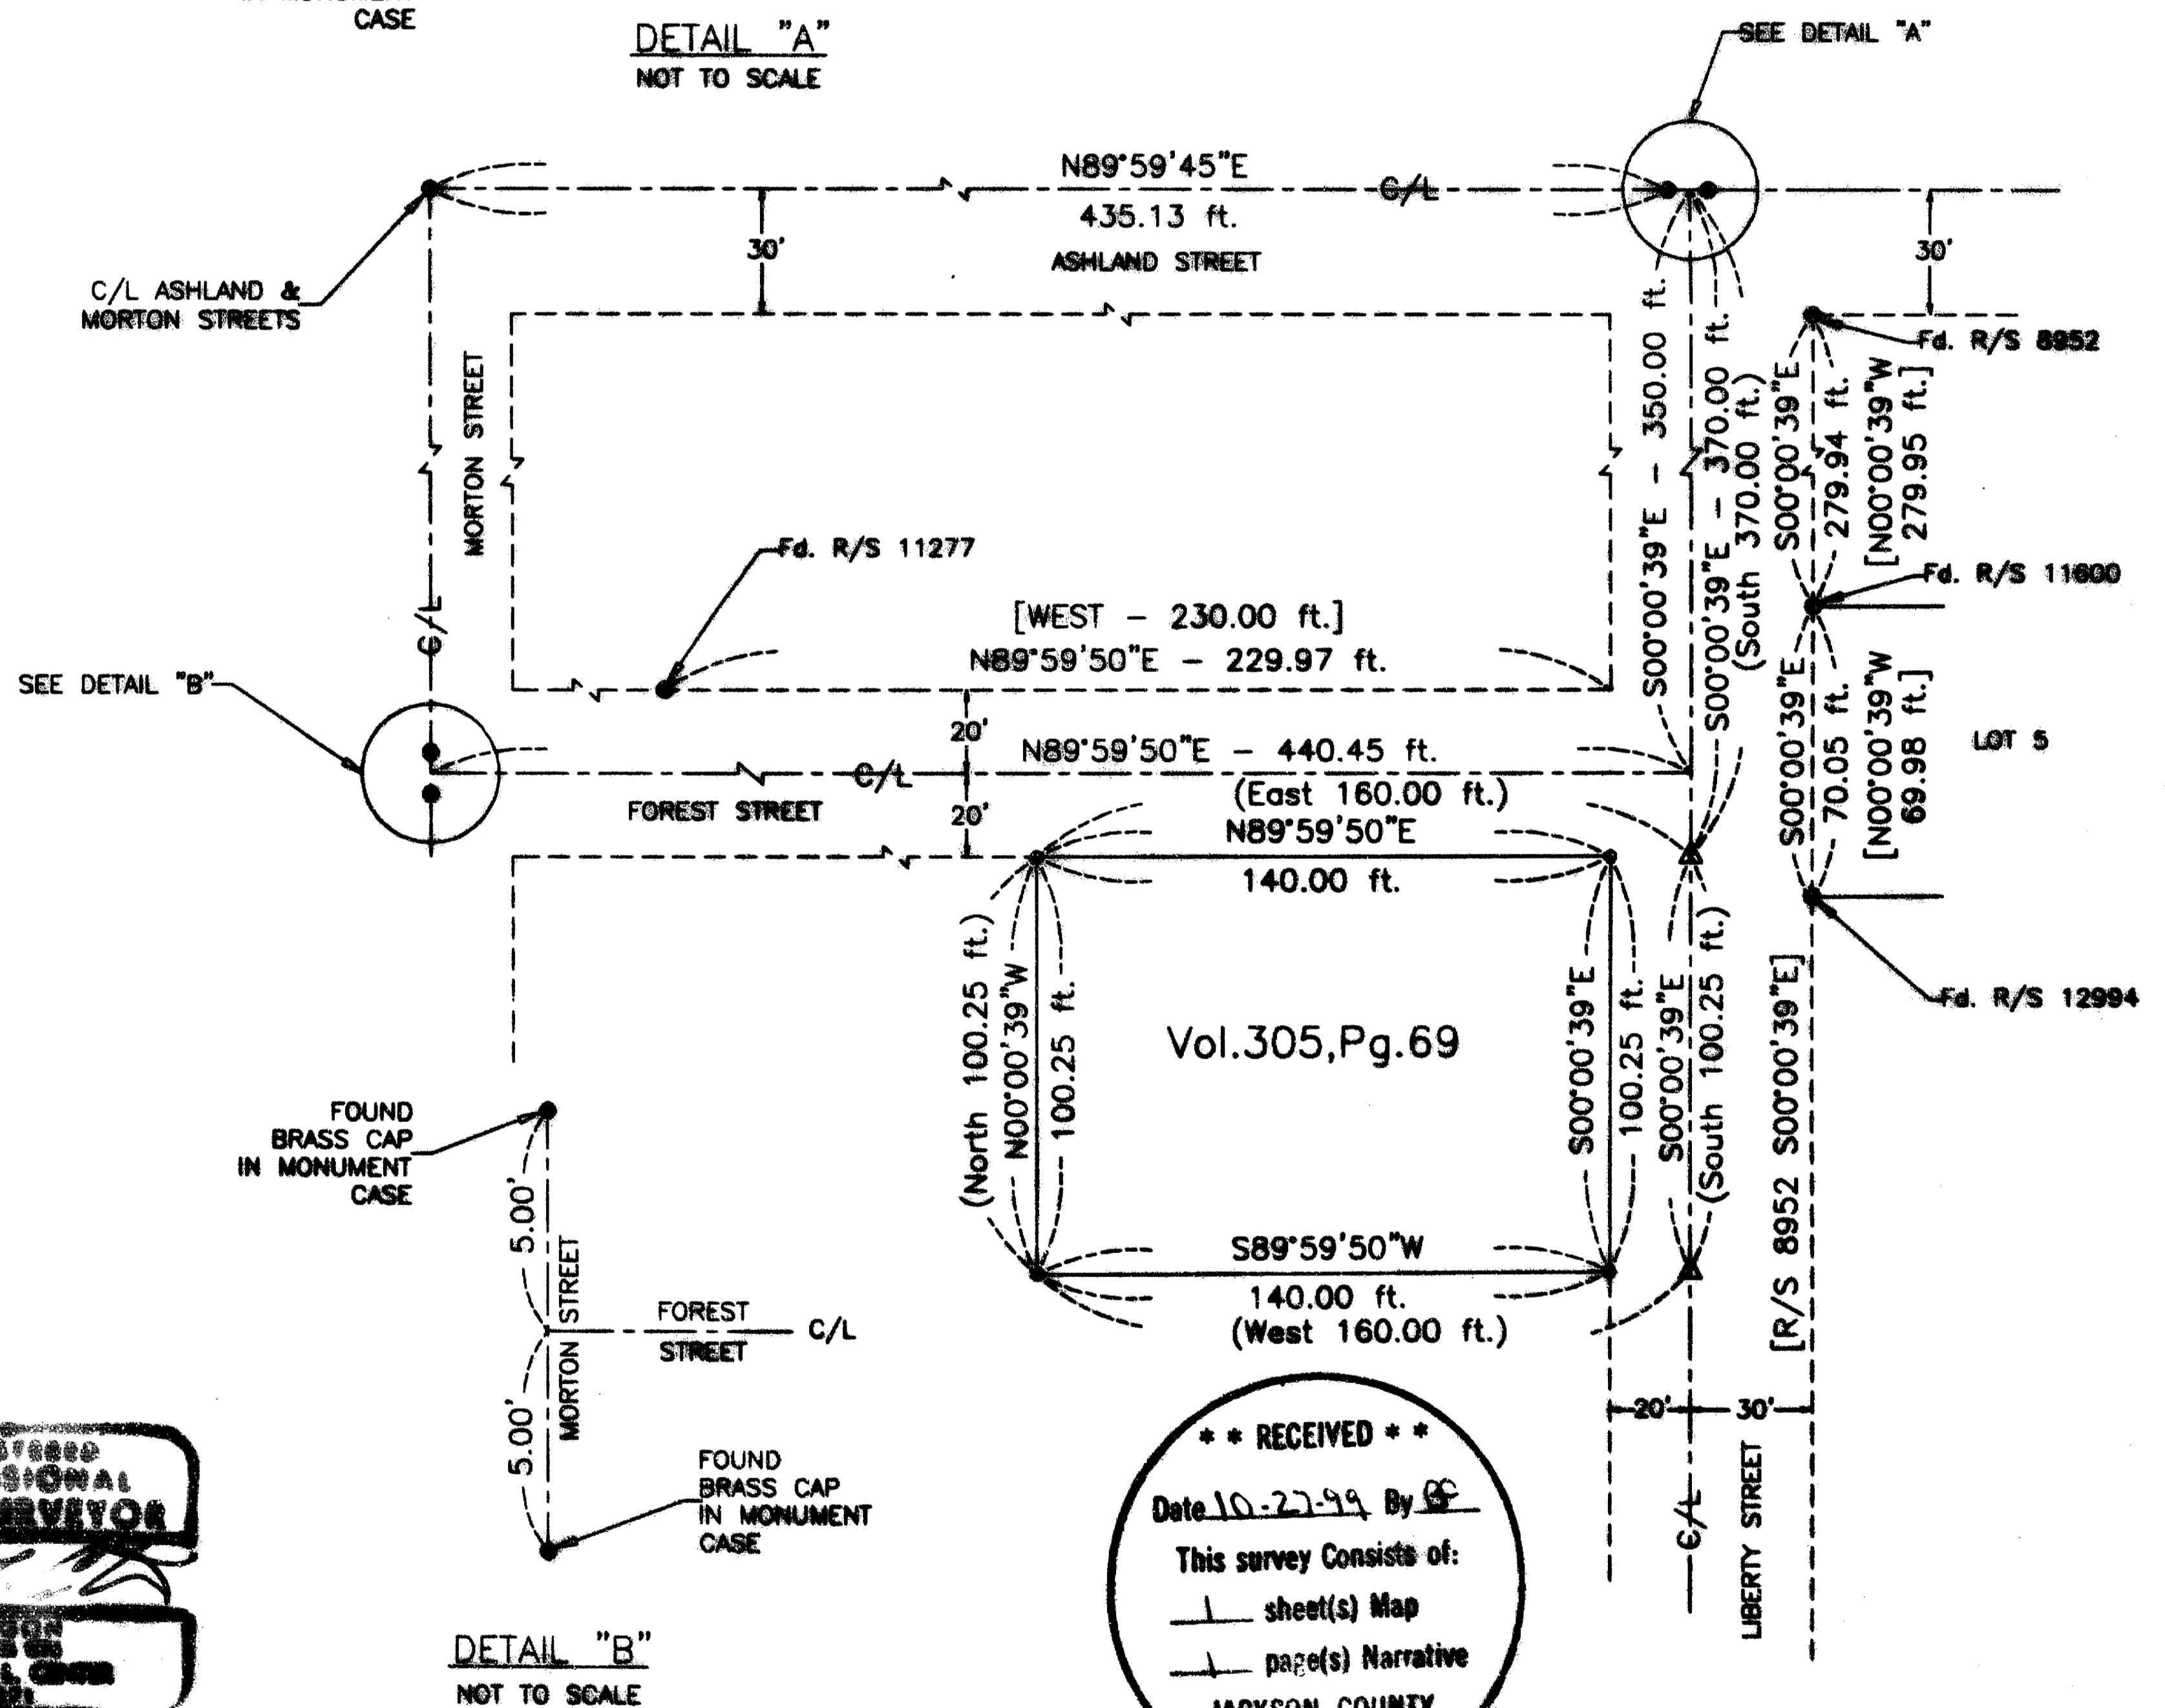 CASE
DETAIL "A"
NOT TO SCALE
SEE DETAIL "A"
N89°59'45"E
C/L
435.13 ft.
ASHLAND STREET
30'
30'
C/L ASHLAND &
MORTON STREETS
MORTON STREET
C/L
Fd. R/S 8952
S00°00'39"E - 350.00 ft.
S00°00'39"E - 370.00 ft.
(South 370.00 ft.)
S00°00'39"E
279.94 ft.
[N00°00'39"W
279.95 ft.]
Fd. R/S 11277
Fd. R/S 11600
[WEST - 230.00 ft.]
N89°59'50"E - 229.97 ft.
SEE DETAIL "B"
20'
N89°59'50"E - 440.45 ft.
C/L
(East 160.00 ft.)
FOREST STREET
20'
S00°00'39"E
70.05 ft.
[N00°00'39"W
69.98 ft.]
LOT 5
N89°59'50"E
140.00 ft.
(North 100.25 ft.)
N00°00'39"W
100.25 ft.
Vol.305,Pg.69
S00°00'39"E
100.25 ft.
S00°00'39"E
(South 100.25 ft.)
[R/S 8952 S00°00'39"E]
Fd. R/S 12994
S89°59'50"W
140.00 ft.
(West 160.00 ft.)
20'
30'
C/L
LIBERTY STREET
FOUND
BRASS CAP
IN MONUMENT
CASE
5.00'
MORTON STREET
FOREST
STREET
C/L
5.00'
MORTON STREET
FOUND
BRASS CAP
IN MONUMENT
CASE
DETAIL "B"
NOT TO SCALE
* * RECEIVED * *
Date 10-27-99 By
This survey Consists of:
1 sheet(s) Map
1 page(s) Narrative
JACKSON COUNTY